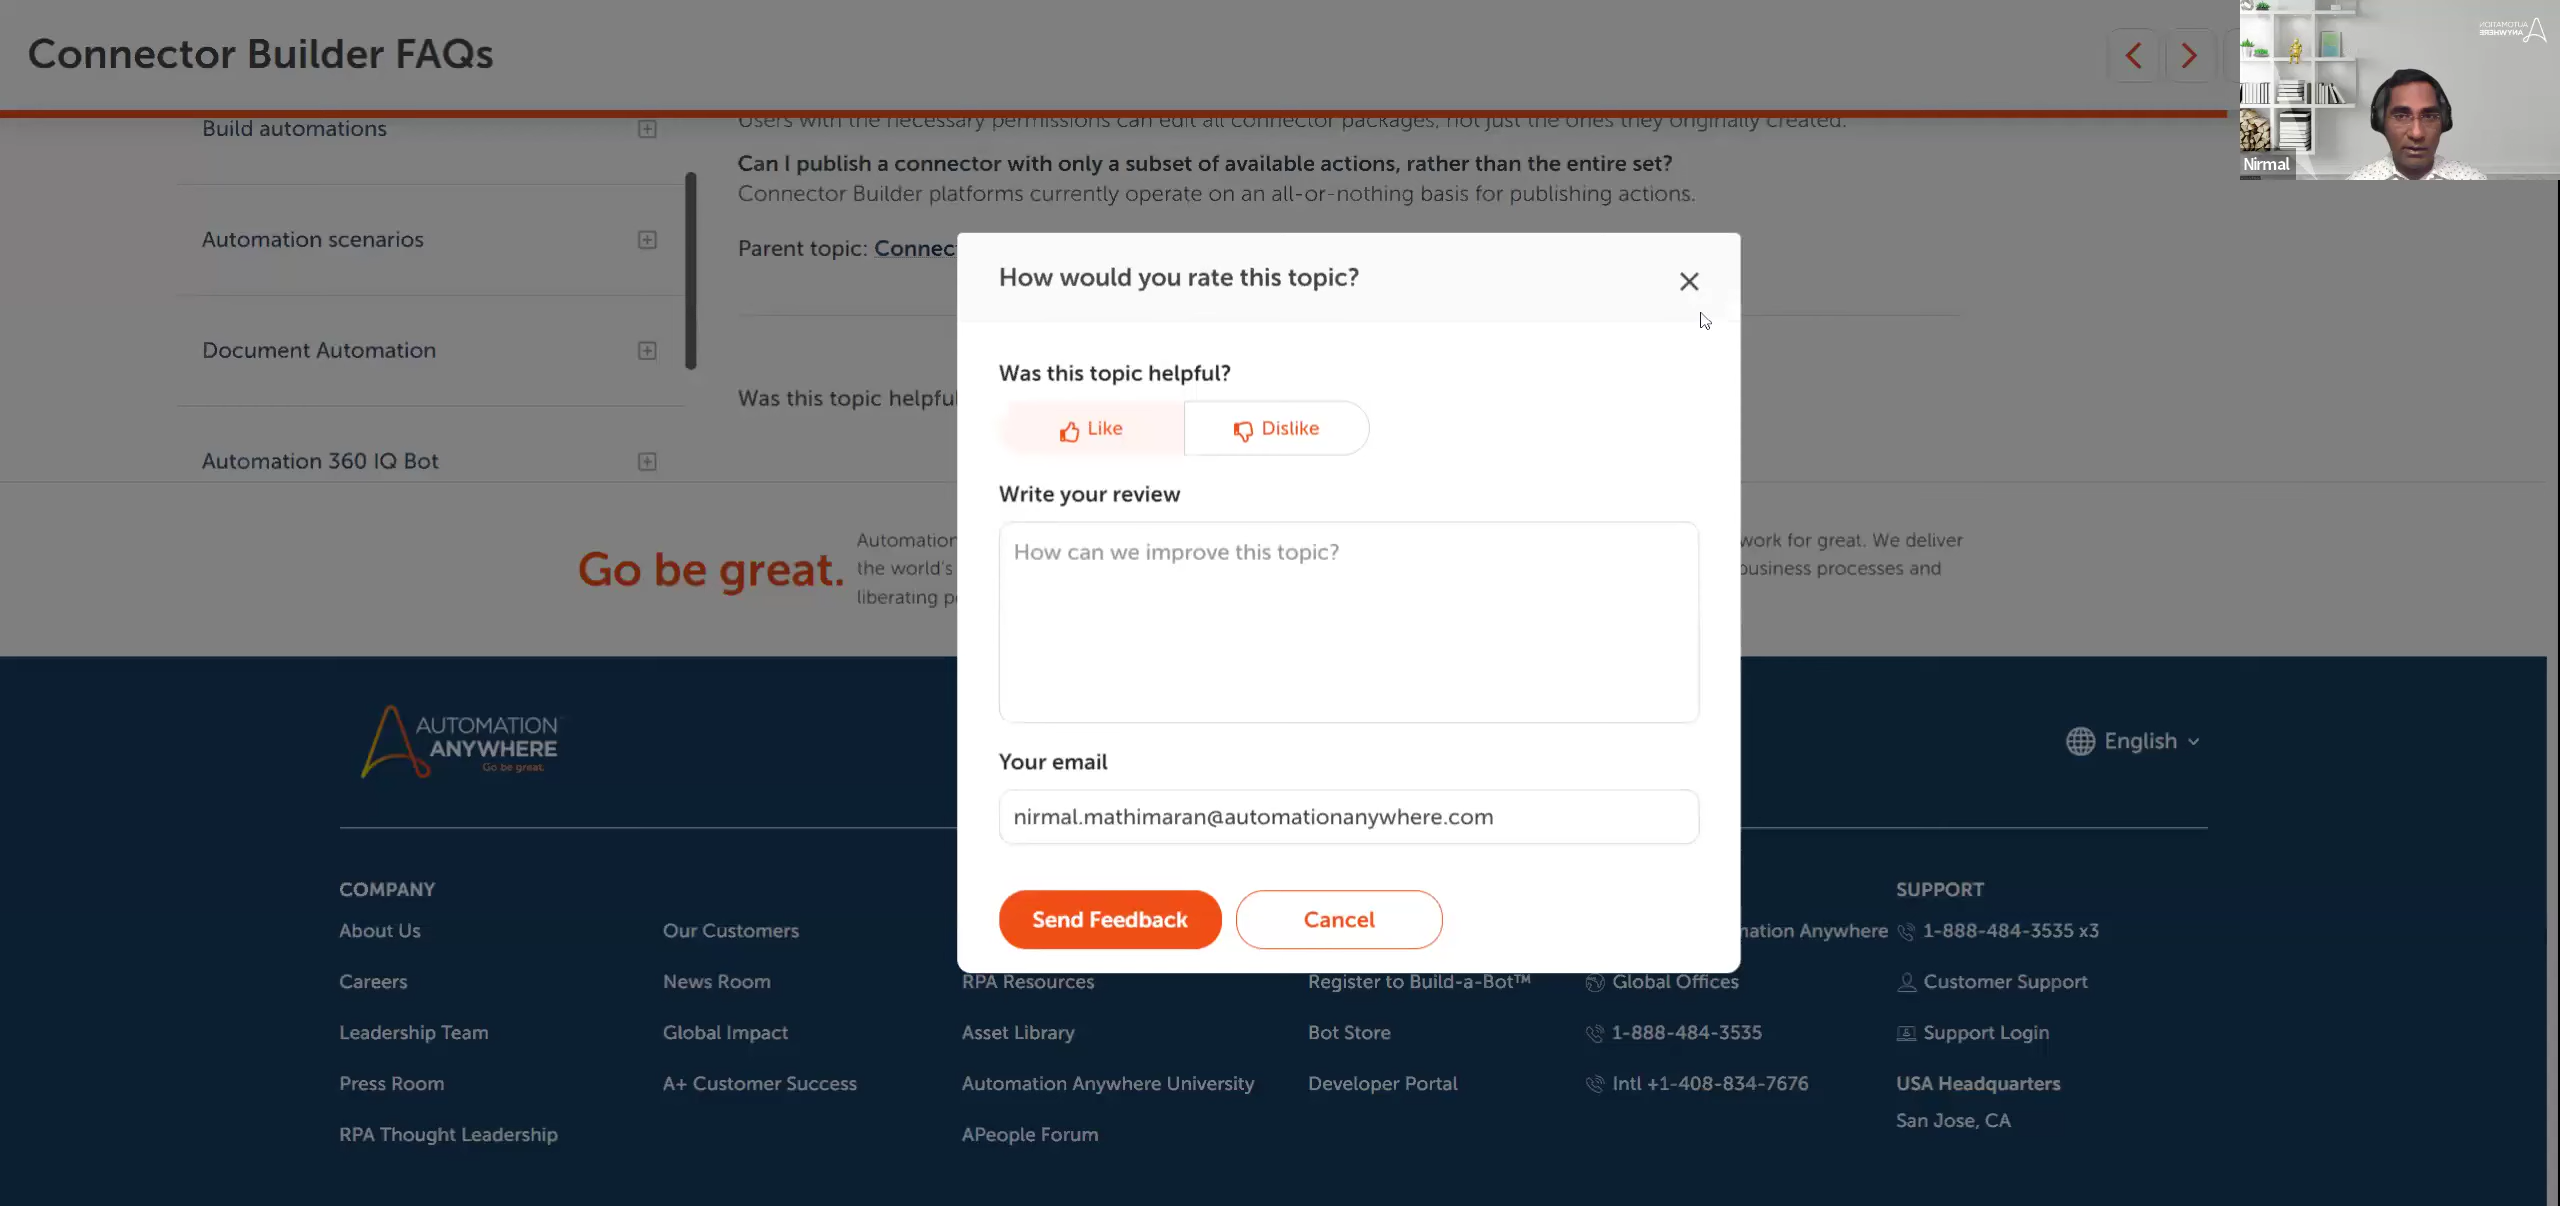 Connector Builder FAQs
Nirmal
Build automations
Automation scenarios
Document Automation
Automation 360 IQ Bot
Users with the necessary permissions can edit all connector packages, not just the ones they originally created.
Can I publish a connector with only a subset of available actions, rather than the entire set?
Connector Builder platforms currently operate on an all-or-nothing basis for publishing actions.
Parent topic: Connec
Was this topic helpful
How would you rate this topic?
Was this topic helpful?
Like
Dislike
Write your review
How can we improve this topic?
Your email
nirmal.mathimaran@automationanywhere.com
Send Feedback
Cancel
Go be great.
Automation
the world's
liberating
work for great. We deliver
business processes and
AUTOMATION
ANYWHERE
Go be great.
English
COMPANY
About Us
Careers
Leadership Team
Press Room
RPA Thought Leadership
Our Customers
News Room
Global Impact
A+ Customer Success
RPA Resources
Asset Library
Automation Anywhere University
APeople Forum
Register to Build-a-Bot™
Bot Store
Developer Portal
mation Anywhere
Global Offices
1-888-484-3535
Intl +1-408-834-7676
SUPPORT
1-888-484-3535 x3
Customer Support
Support Login
USA Headquarters
San Jose, CA
AUTOMATION
ANYWHERE